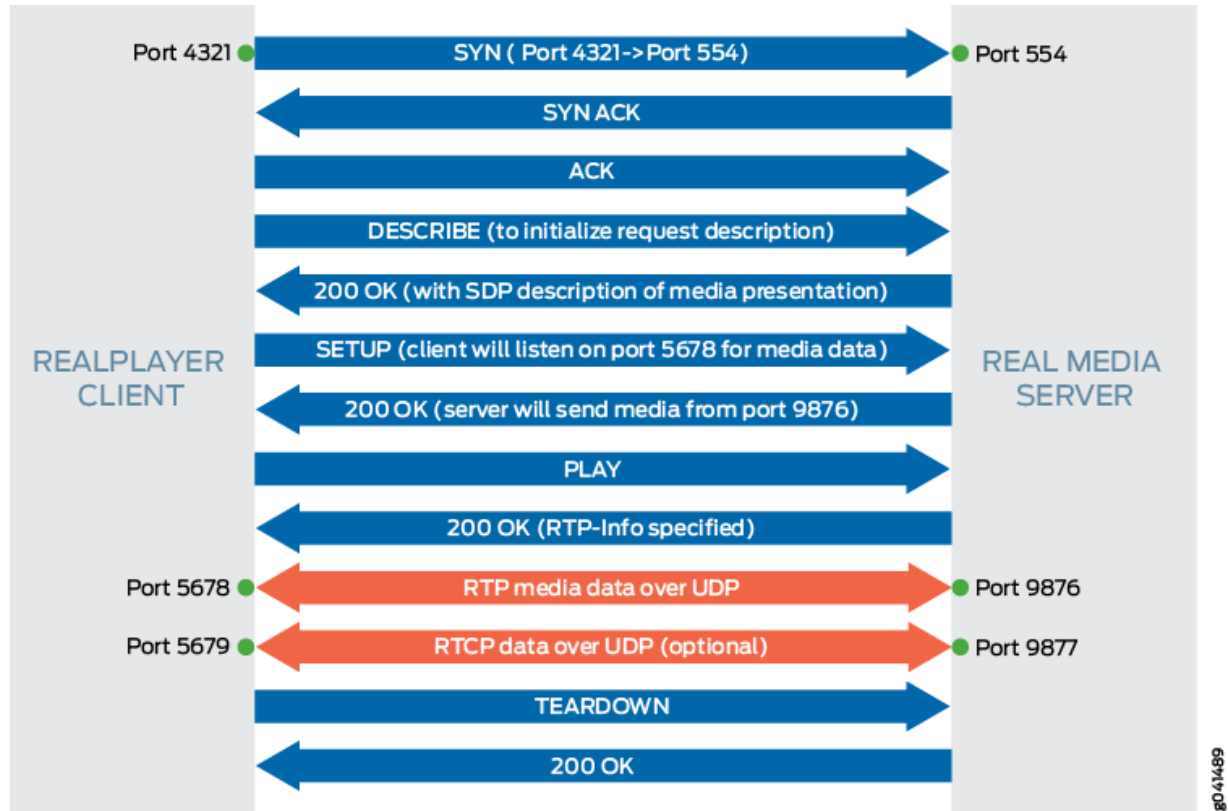 Port 4321
SYN ( Port 4321->Port 554)
Port 554
SYN ACK
ACK
DESCRIBE (to initialize request description)
200 OK (with SDP description of media presentation)
REALPLAYER
CLIENT
SETUP (client will listen on port 5678 for media data)
REAL MEDIA
SERVER
200 OK (server will send media from port 9876)
PLAY
200 OK (RTP-Info specified)
Port 5678
RTP media data over UDP
Port 9876
Port 5679
RTCP data over UDP (optional)
Port 9877
TEARDOWN
200 OK
g041489